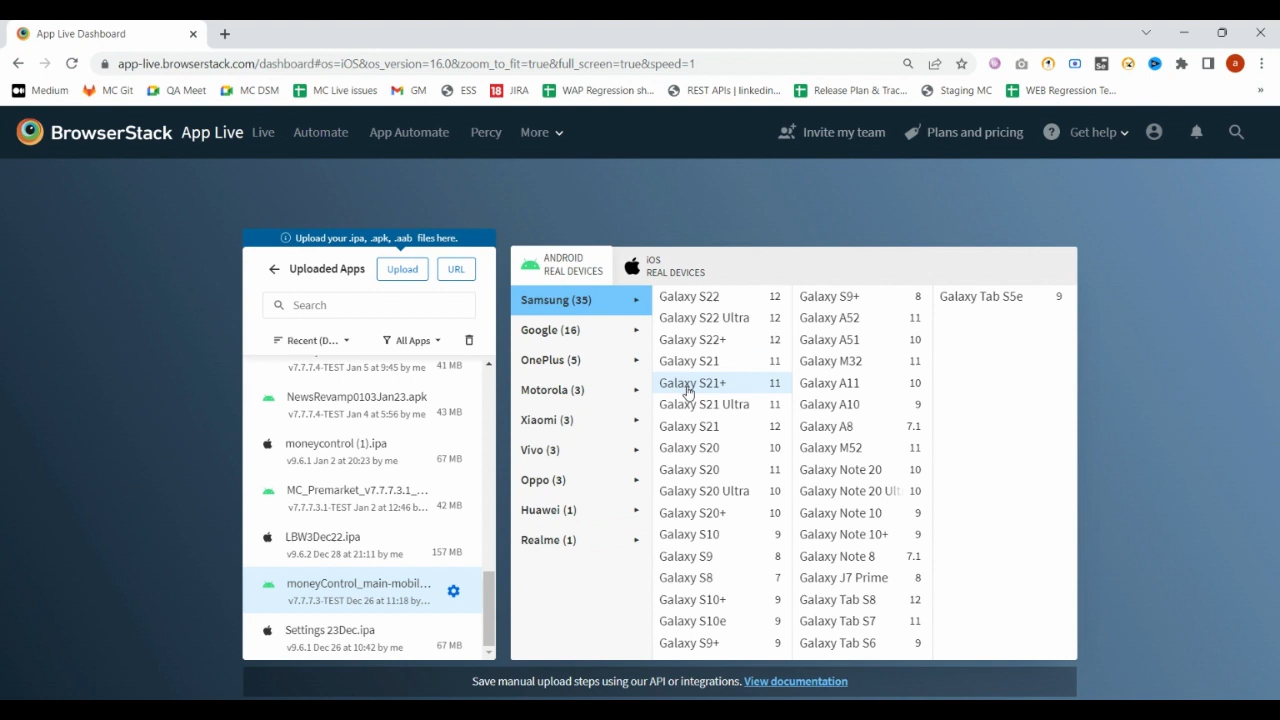 App Live Dashboard
app-live.browserstack.com/dashboard#os=iOS&os_version=16.0&zoom_to_fit=true&full_screen=true&speed=1
a
Medium MC Git QA Meet MC DSM MC Live issues GM ESS 18 JIRA WAP Regression sh... REST APIs | linkedin... Release Plan & Trac... Staging MC WEB Regression Te... »
BrowserStack App Live Live Automate App Automate Percy More Invite my team Plans and pricing ? Get help
Upload your .ipa, .apk, .aab files here.
Uploaded Apps Upload URL
Search
Recent (D... All Apps
v7.7.7.4-TEST Jan 5 at 9:45 by me 41 MB
NewsRevamp0103Jan23.apk
v7.7.7.4-TEST Jan 4 at 5:56 by me 43 MB
moneycontrol (1).ipa
v9.6.1 Jan 2 at 20:23 by me 67 MB
MC_Premarket_v7.7.7.3.1_...
v7.7.7.3.1-TEST Jan 2 at 12:46 b... 42 MB
LBW3Dec22.ipa
v9.6.2 Dec 28 at 21:11 by me 157 MB
moneyControl_main-mobil...
v7.7.7.3-TEST Dec 26 at 11:18 by...
Settings 23Dec.ipa
v9.6.1 Dec 26 at 10:42 by me 67 MB
ANDROID
REAL DEVICES
iOS
REAL DEVICES
Samsung (35)
Google (16)
OnePlus (5)
Motorola (3)
Xiaomi (3)
Vivo (3)
Oppo (3)
Huawei (1)
Realme (1)
Galaxy S22 12
Galaxy S22 Ultra 12
Galaxy S22+ 12
Galaxy S21 11
Galaxy S21+ 11
Galaxy S21 Ultra 11
Galaxy S21 12
Galaxy S20 10
Galaxy S20 11
Galaxy S20 Ultra 10
Galaxy S20+ 10
Galaxy S10 9
Galaxy S9 8
Galaxy S8 7
Galaxy S10+ 9
Galaxy S10e 9
Galaxy S9+ 9
Galaxy S9+ 8
Galaxy A52 11
Galaxy A51 10
Galaxy M32 11
Galaxy A11 10
Galaxy A10 9
Galaxy A8 7.1
Galaxy M52 11
Galaxy Note 20 10
Galaxy Note 20 Ult 10
Galaxy Note 10 9
Galaxy Note 10+ 9
Galaxy Note 8 7.1
Galaxy J7 Prime 8
Galaxy Tab S8 12
Galaxy Tab S7 11
Galaxy Tab S6 9
Galaxy Tab S5e 9
Save manual upload steps using our API or integrations. View documentation